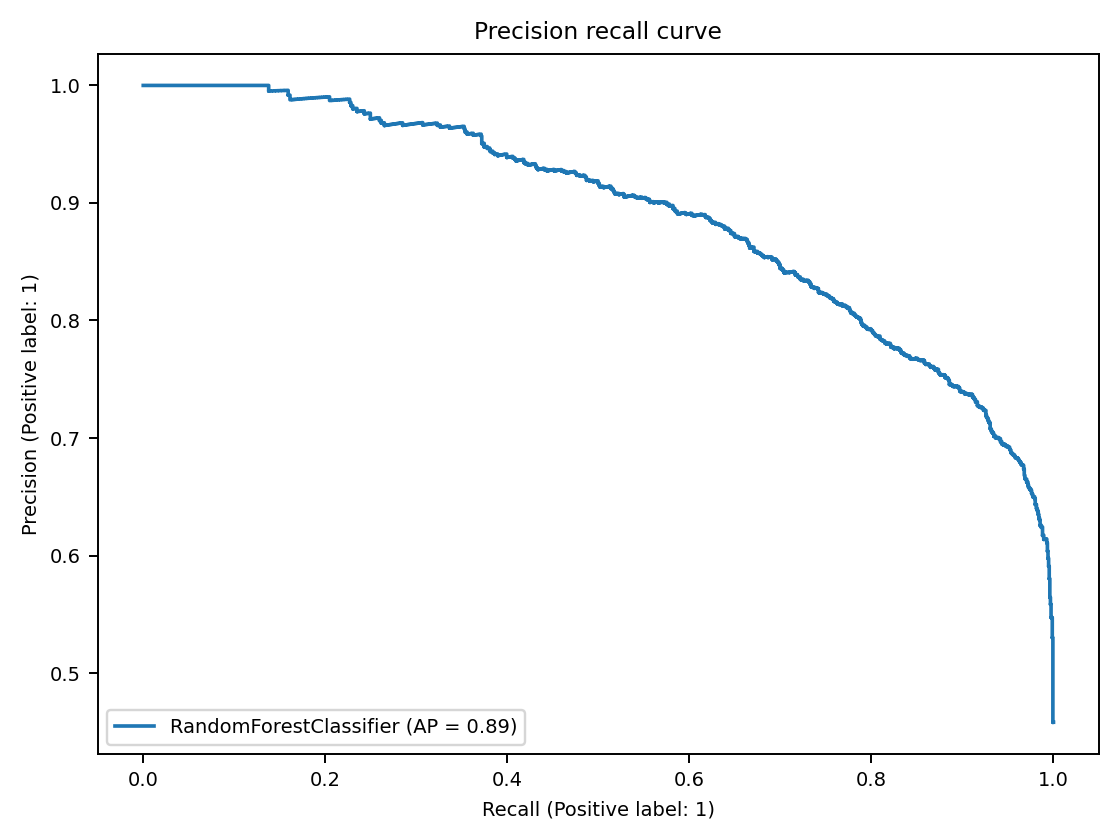 Precision recall curve
1.0
0.9
0.8
0.7
0.6
0.5
Precision (Positive label: 1)
RandomForestClassifier (AP = 0.89)
0.0 0.2 0.4 0.6 0.8 1.0
Recall (Positive label: 1)